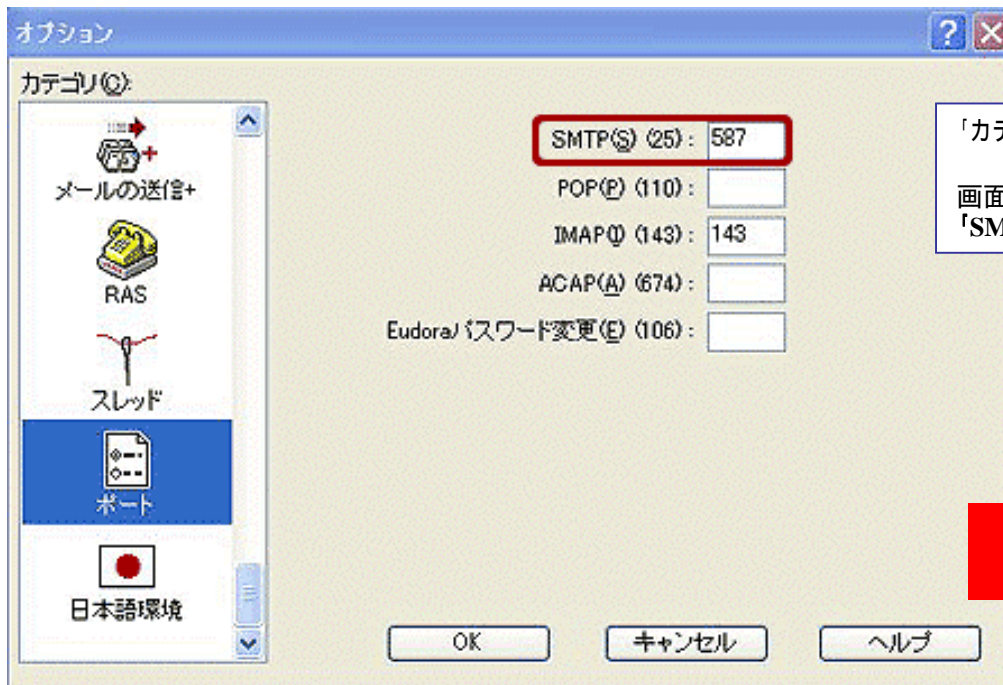 オプション
カテゴリ(C):
メールの送信+
RAS
スレッド
ポート
日本語環境
SMTP(S) (25) : 587
POP(P) (110) :
IMAP(I) (143) : 143
ACAP(A) (674) :
Eudoraパスワード変更(E) (106) :
OK
キャンセル
ヘルプ
「カテ
画面
「SM